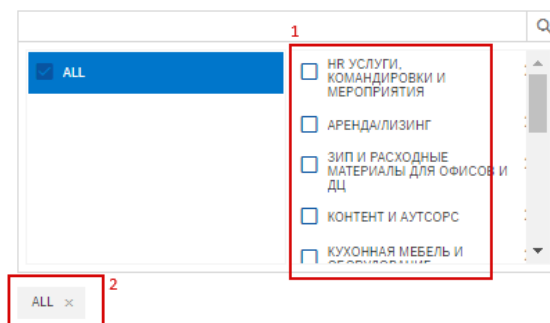 1
ALL
HR УСЛУГИ,
КОМАНДИРОВКИ И
МЕРОПРИЯТИЯ
АРЕНДА/ЛИЗИНГ
ЗИП И РАСХОДНЫЕ
МАТЕРИАЛЫ ДЛЯ ОФИСОВ И
ДЦ
КОНТЕНТ И АУТСОРС
КУХОННАЯ МЕБЕЛЬ И
ОБОРУДОВАНИЕ
2
ALL ×